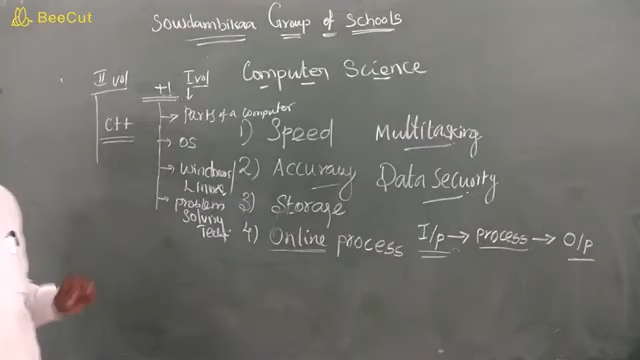 BeeCut
Sowdambikaa Group of Schools
II vol
+1
I vol
Computer Science
C++
Parts of a computer
OS
Windows/
Linux
problem
Solving
Tech.
1) Speed
Multitasking
2) Accuracy
Data Security
3) Storage
4) Online process
I/p → process → O/p